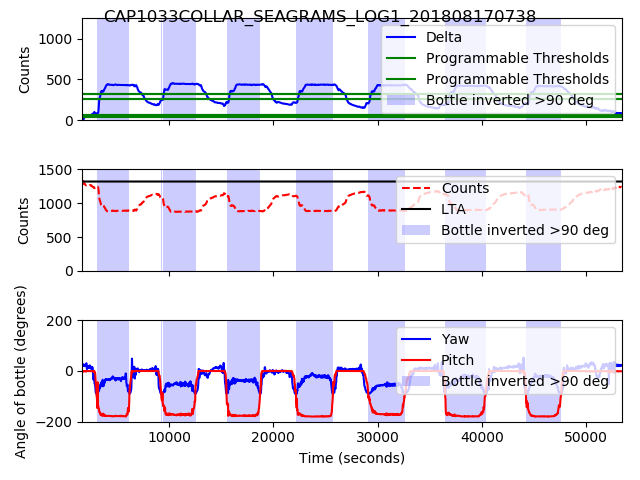 CAP1033COLLAR_SEAGRAMS_LOG1_201808170738
Counts
1000
500
0
Delta
Programmable Thresholds
Programmable Thresholds
Bottle inverted >90 deg
Counts
1500
1000
500
0
Counts
LTA
Bottle inverted >90 deg
Angle of bottle (degrees)
200
0
−200
Yaw
Pitch
Bottle inverted >90 deg
10000 20000 30000 40000 50000
Time (seconds)